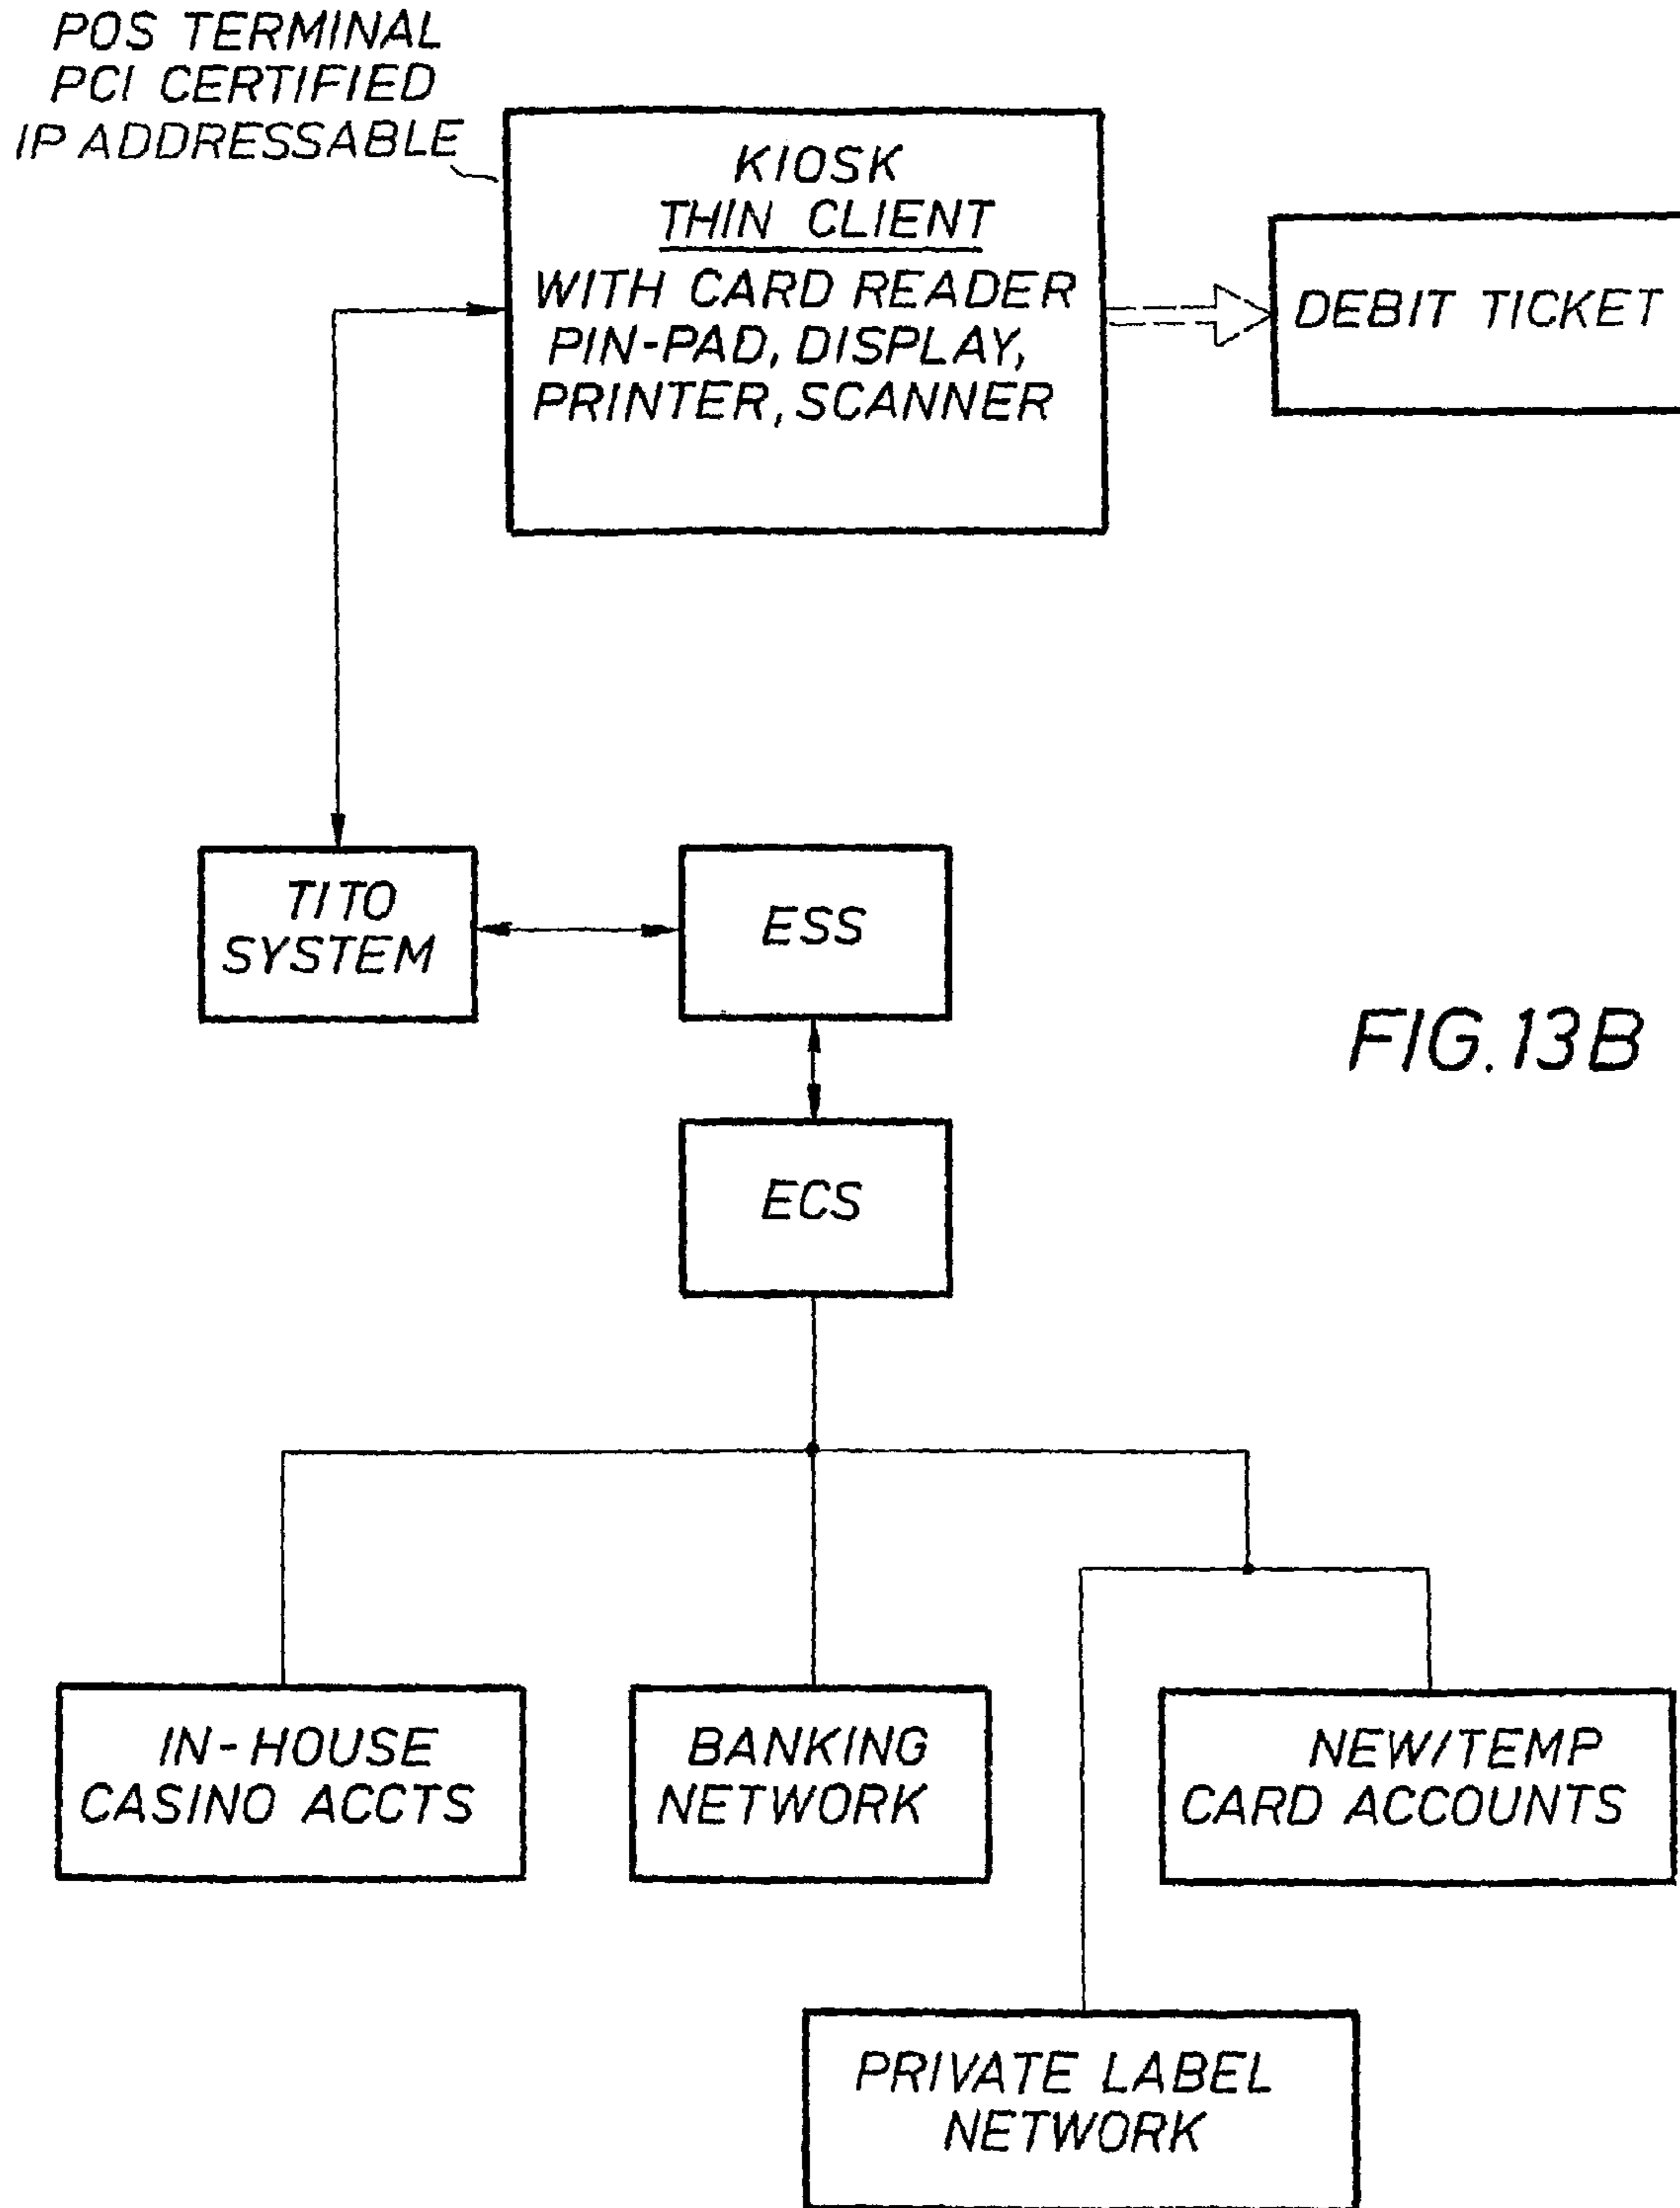 POS TERMINAL
PCI CERTIFIED
IP ADDRESSABLE
KIOSK
THIN CLIENT
WITH CARD READER
PIN-PAD, DISPLAY,
PRINTER, SCANNER
DEBIT TICKET
TITO
SYSTEM
ESS
FIG. 13B
ECS
IN-HOUSE
CASINO ACCTS
BANKING
NETWORK
NEW/TEMP
CARD ACCOUNTS
PRIVATE LABEL
NETWORK